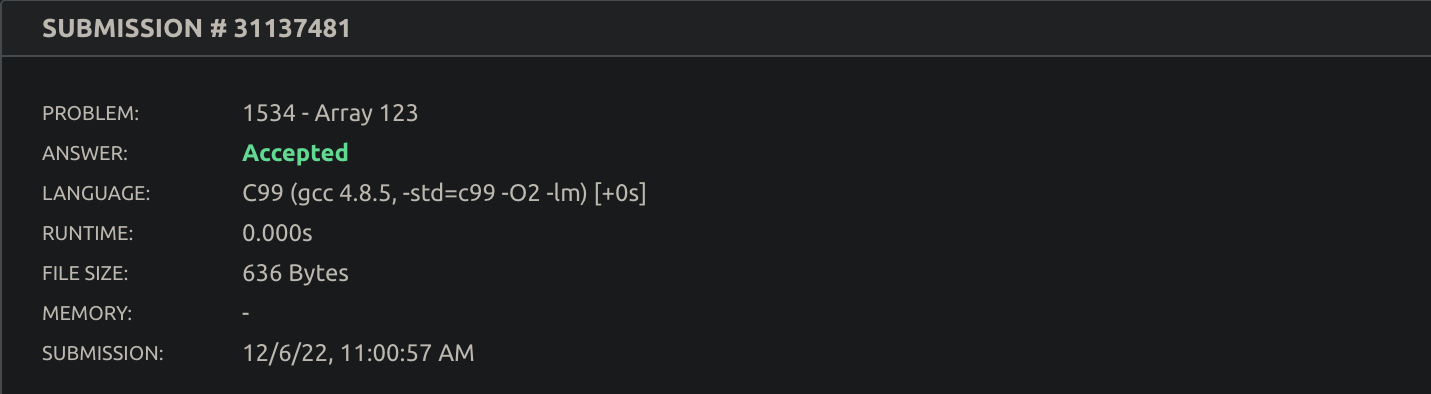 SUBMISSION # 31137481
PROBLEM: 1534 - Array 123
ANSWER: Accepted
LANGUAGE: C99 (gcc 4.8.5, -std=c99 -O2 -lm) [+0s]
RUNTIME: 0.000s
FILE SIZE: 636 Bytes
MEMORY: -
SUBMISSION: 12/6/22, 11:00:57 AM